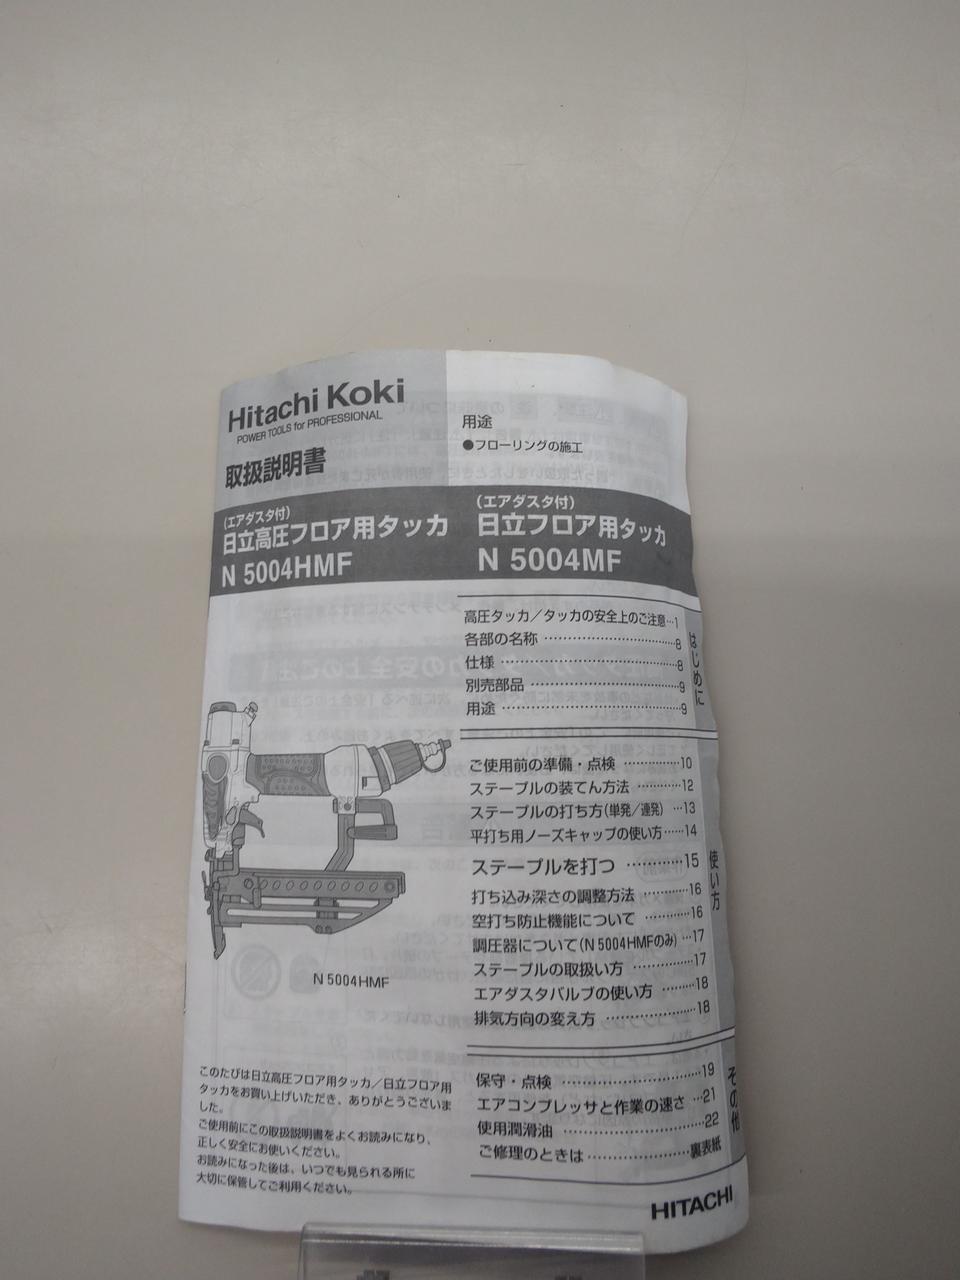 Hitachi Koki
POWER TOOLS for PROFESSIONAL
取扱説明書
(エアダスタ付)
日立高圧フロア用タッカ
N 5004HMF
用途
●フローリングの施工
(エアダスタ付)
日立フロア用タッカ
N 5004MF
高圧タッカ/タッカの安全上のご注意…1
各部の名称…8
仕様…8
別売部品…9
用途…9
はじめに
ご使用前の準備・点検…10
ステープルの装てん方法…12
ステープルの打ち方(単発/連発)…13
平打ち用ノーズキャップの使い方…14
ステープルを打つ…15
打ち込み深さの調整方法…16
空打ち防止機能について…16
調圧器について(N 5004HMFのみ)…17
ステープルの取扱い方…17
エアダスタバルブの使い方…18
排気方向の変え方…18
使い方
保守・点検…19
エアコンプレッサと作業の速さ…21
使用潤滑油…22
ご修理のときは…裏表紙
その他
N 5004HMF
このたびは日立高圧フロア用タッカ/日立フロア用
タッカをお買い上げいただき、ありがとうございま
した。
ご使用前にこの取扱説明書をよくお読みになり、
正しく安全にお使いください。
お読みになった後は、いつでも見られる所に
大切に保管してご利用ください。
HITACHI